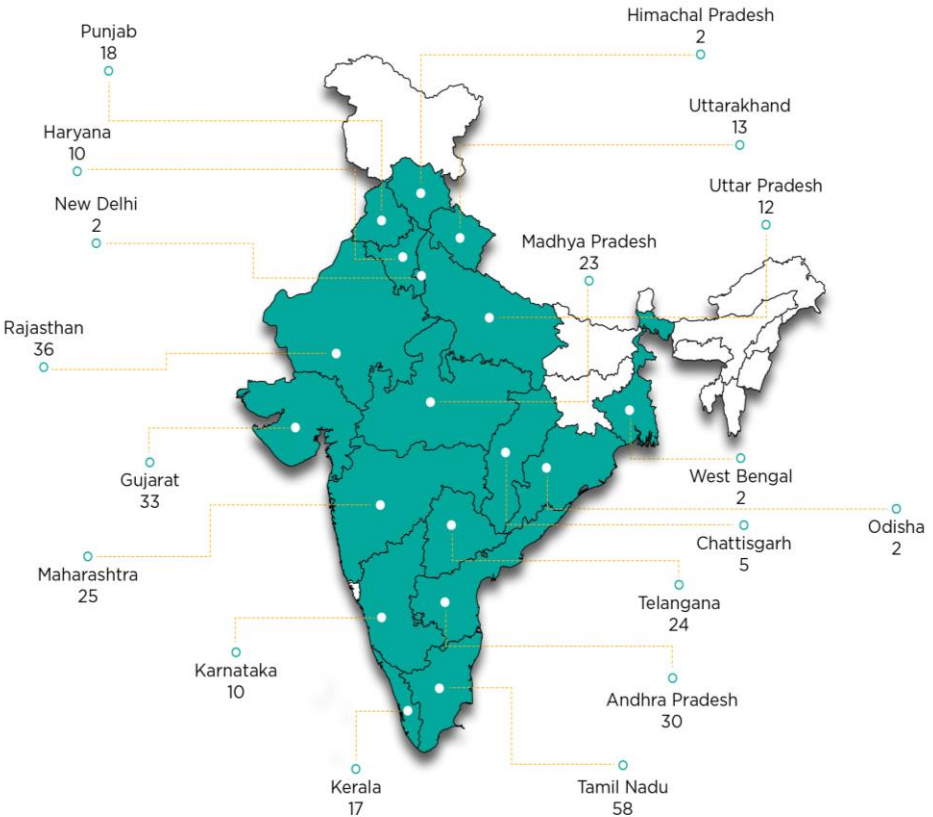 Himachal Pradesh
2
Punjab
18
Uttarakhand
13
Haryana
10
Uttar Pradesh
12
New Delhi
2
Madhya Pradesh
23
Rajasthan
36
Gujarat
33
West Bengal
2
Odisha
2
Chattisgarh
5
Maharashtra
25
Telangana
24
Karnataka
10
Andhra Pradesh
30
Kerala
17
Tamil Nadu
58